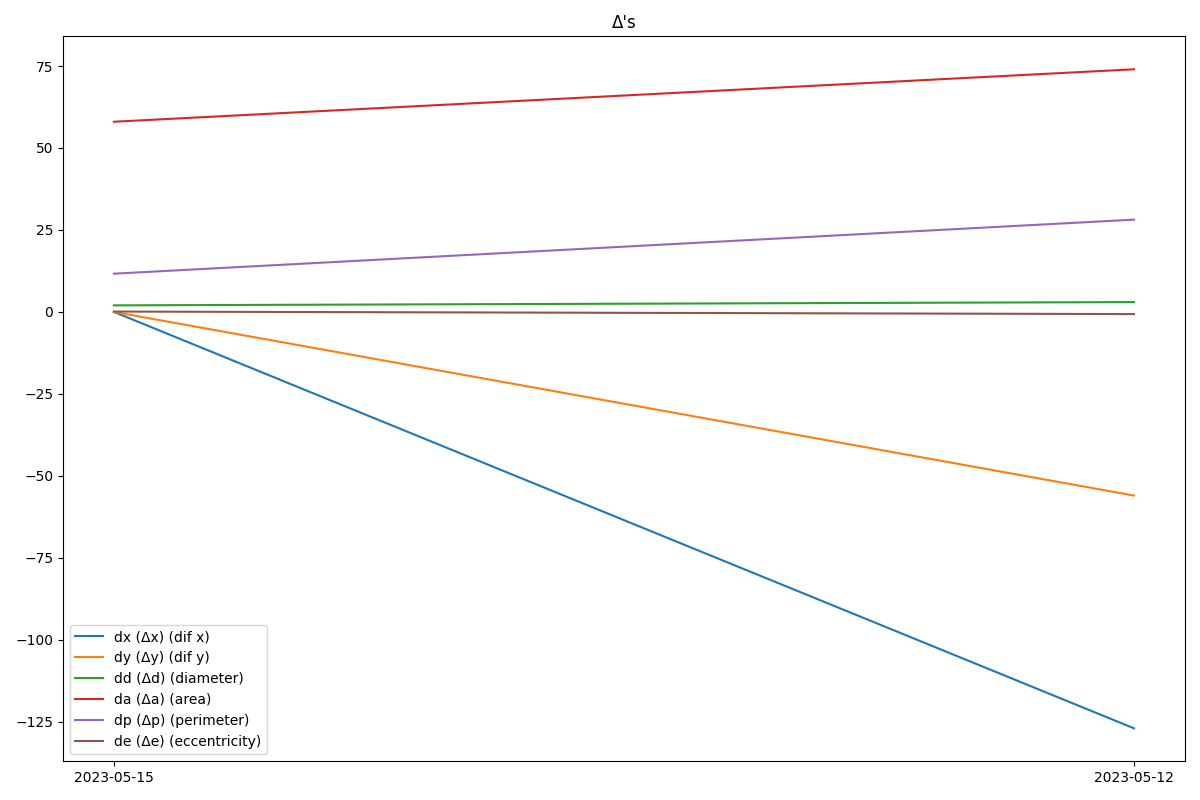 Δ's
75
50
25
0
−25
−50
−75
−100
−125
dx (Δx) (dif x)
dy (Δy) (dif y)
dd (Δd) (diameter)
da (Δa) (area)
dp (Δp) (perimeter)
de (Δe) (eccentricity)
2023-05-15
2023-05-12